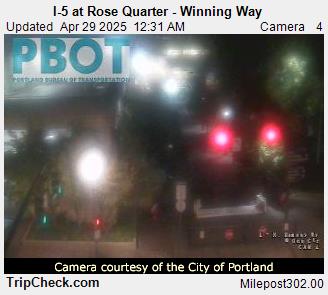 I-5 at Rose Quarter - Winning Way
Updated Apr 29 2025 12:31 AM Camera 4
PBOT
PORTLAND BUREAU OF TRANSPORTATION
Camera courtesy of the City of Portland
TripCheck.com Milepost302.00